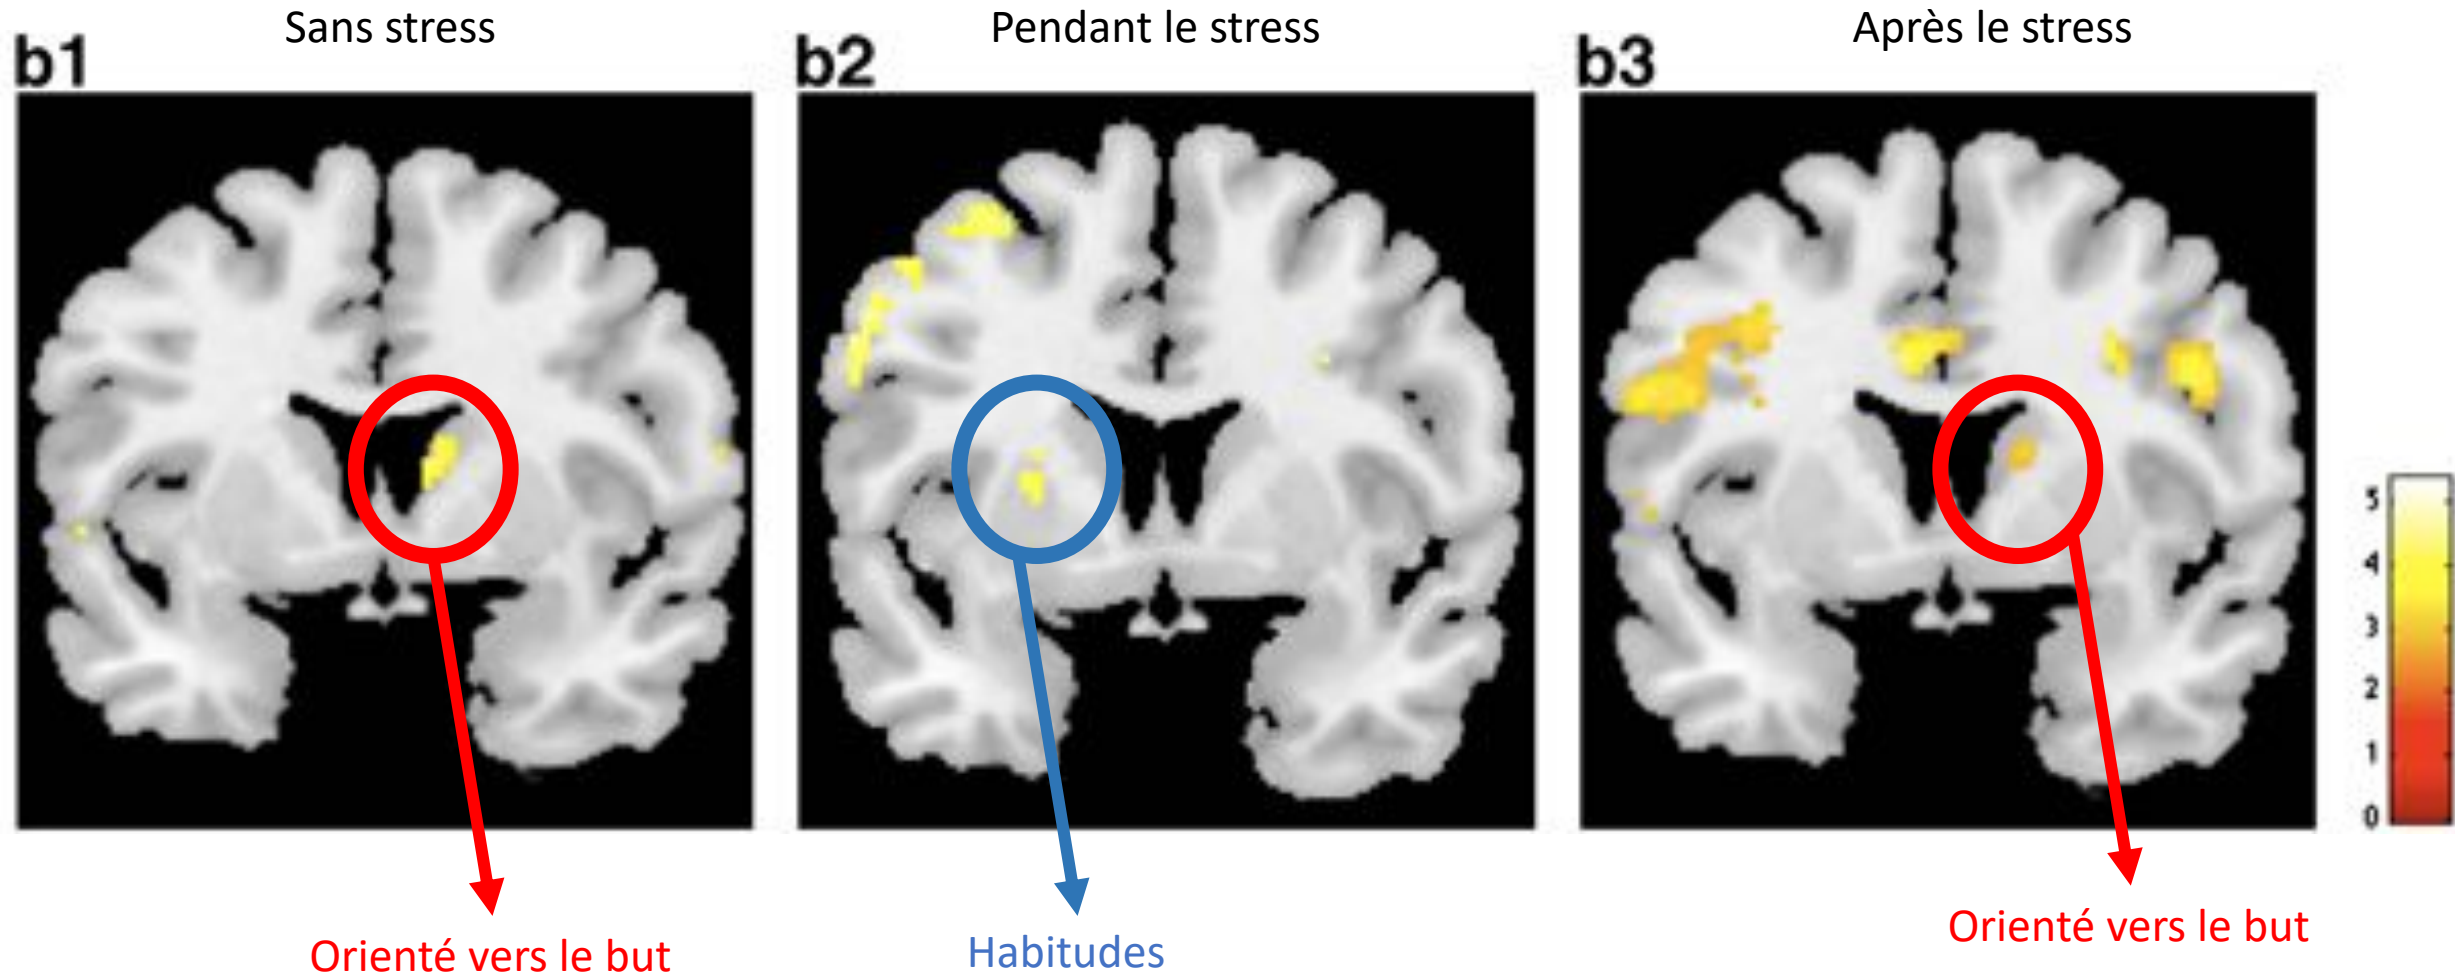 Sans stress
Pendant le stress
Après le stress
b1
b2
b3
5
4
3
2
1
0
Orienté vers le but
Habitudes
Orienté vers le but